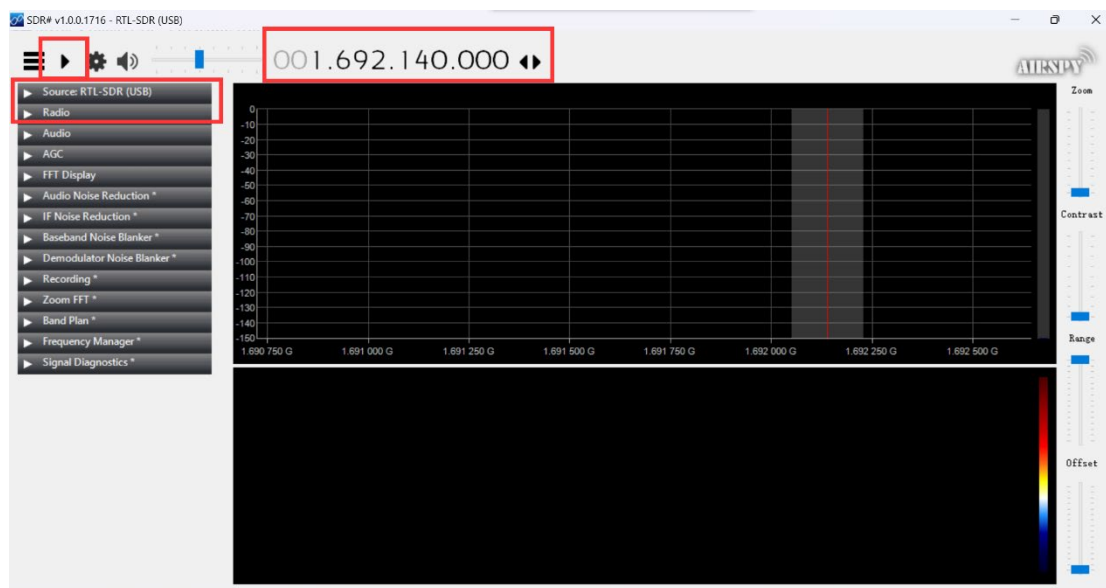 SDR# v1.0.0.1716 - RTL-SDR (USB)
001.692.140.000
AIRSPY
Source: RTL-SDR (USB)
Radio
Audio
AGC
FFT Display
Audio Noise Reduction *
IF Noise Reduction *
Baseband Noise Blanker *
Demodulator Noise Blanker *
Recording *
Zoom FFT *
Band Plan *
Frequency Manager *
Signal Diagnostics *
0
-10
-20
-30
-40
-50
-60
-70
-80
-90
-100
-110
-120
-130
-140
-150
1.690 750 G 1.691 000 G 1.691 250 G 1.691 500 G 1.691 750 G 1.692 000 G 1.692 250 G 1.692 500 G
Zoom
Contrast
Range
Offset